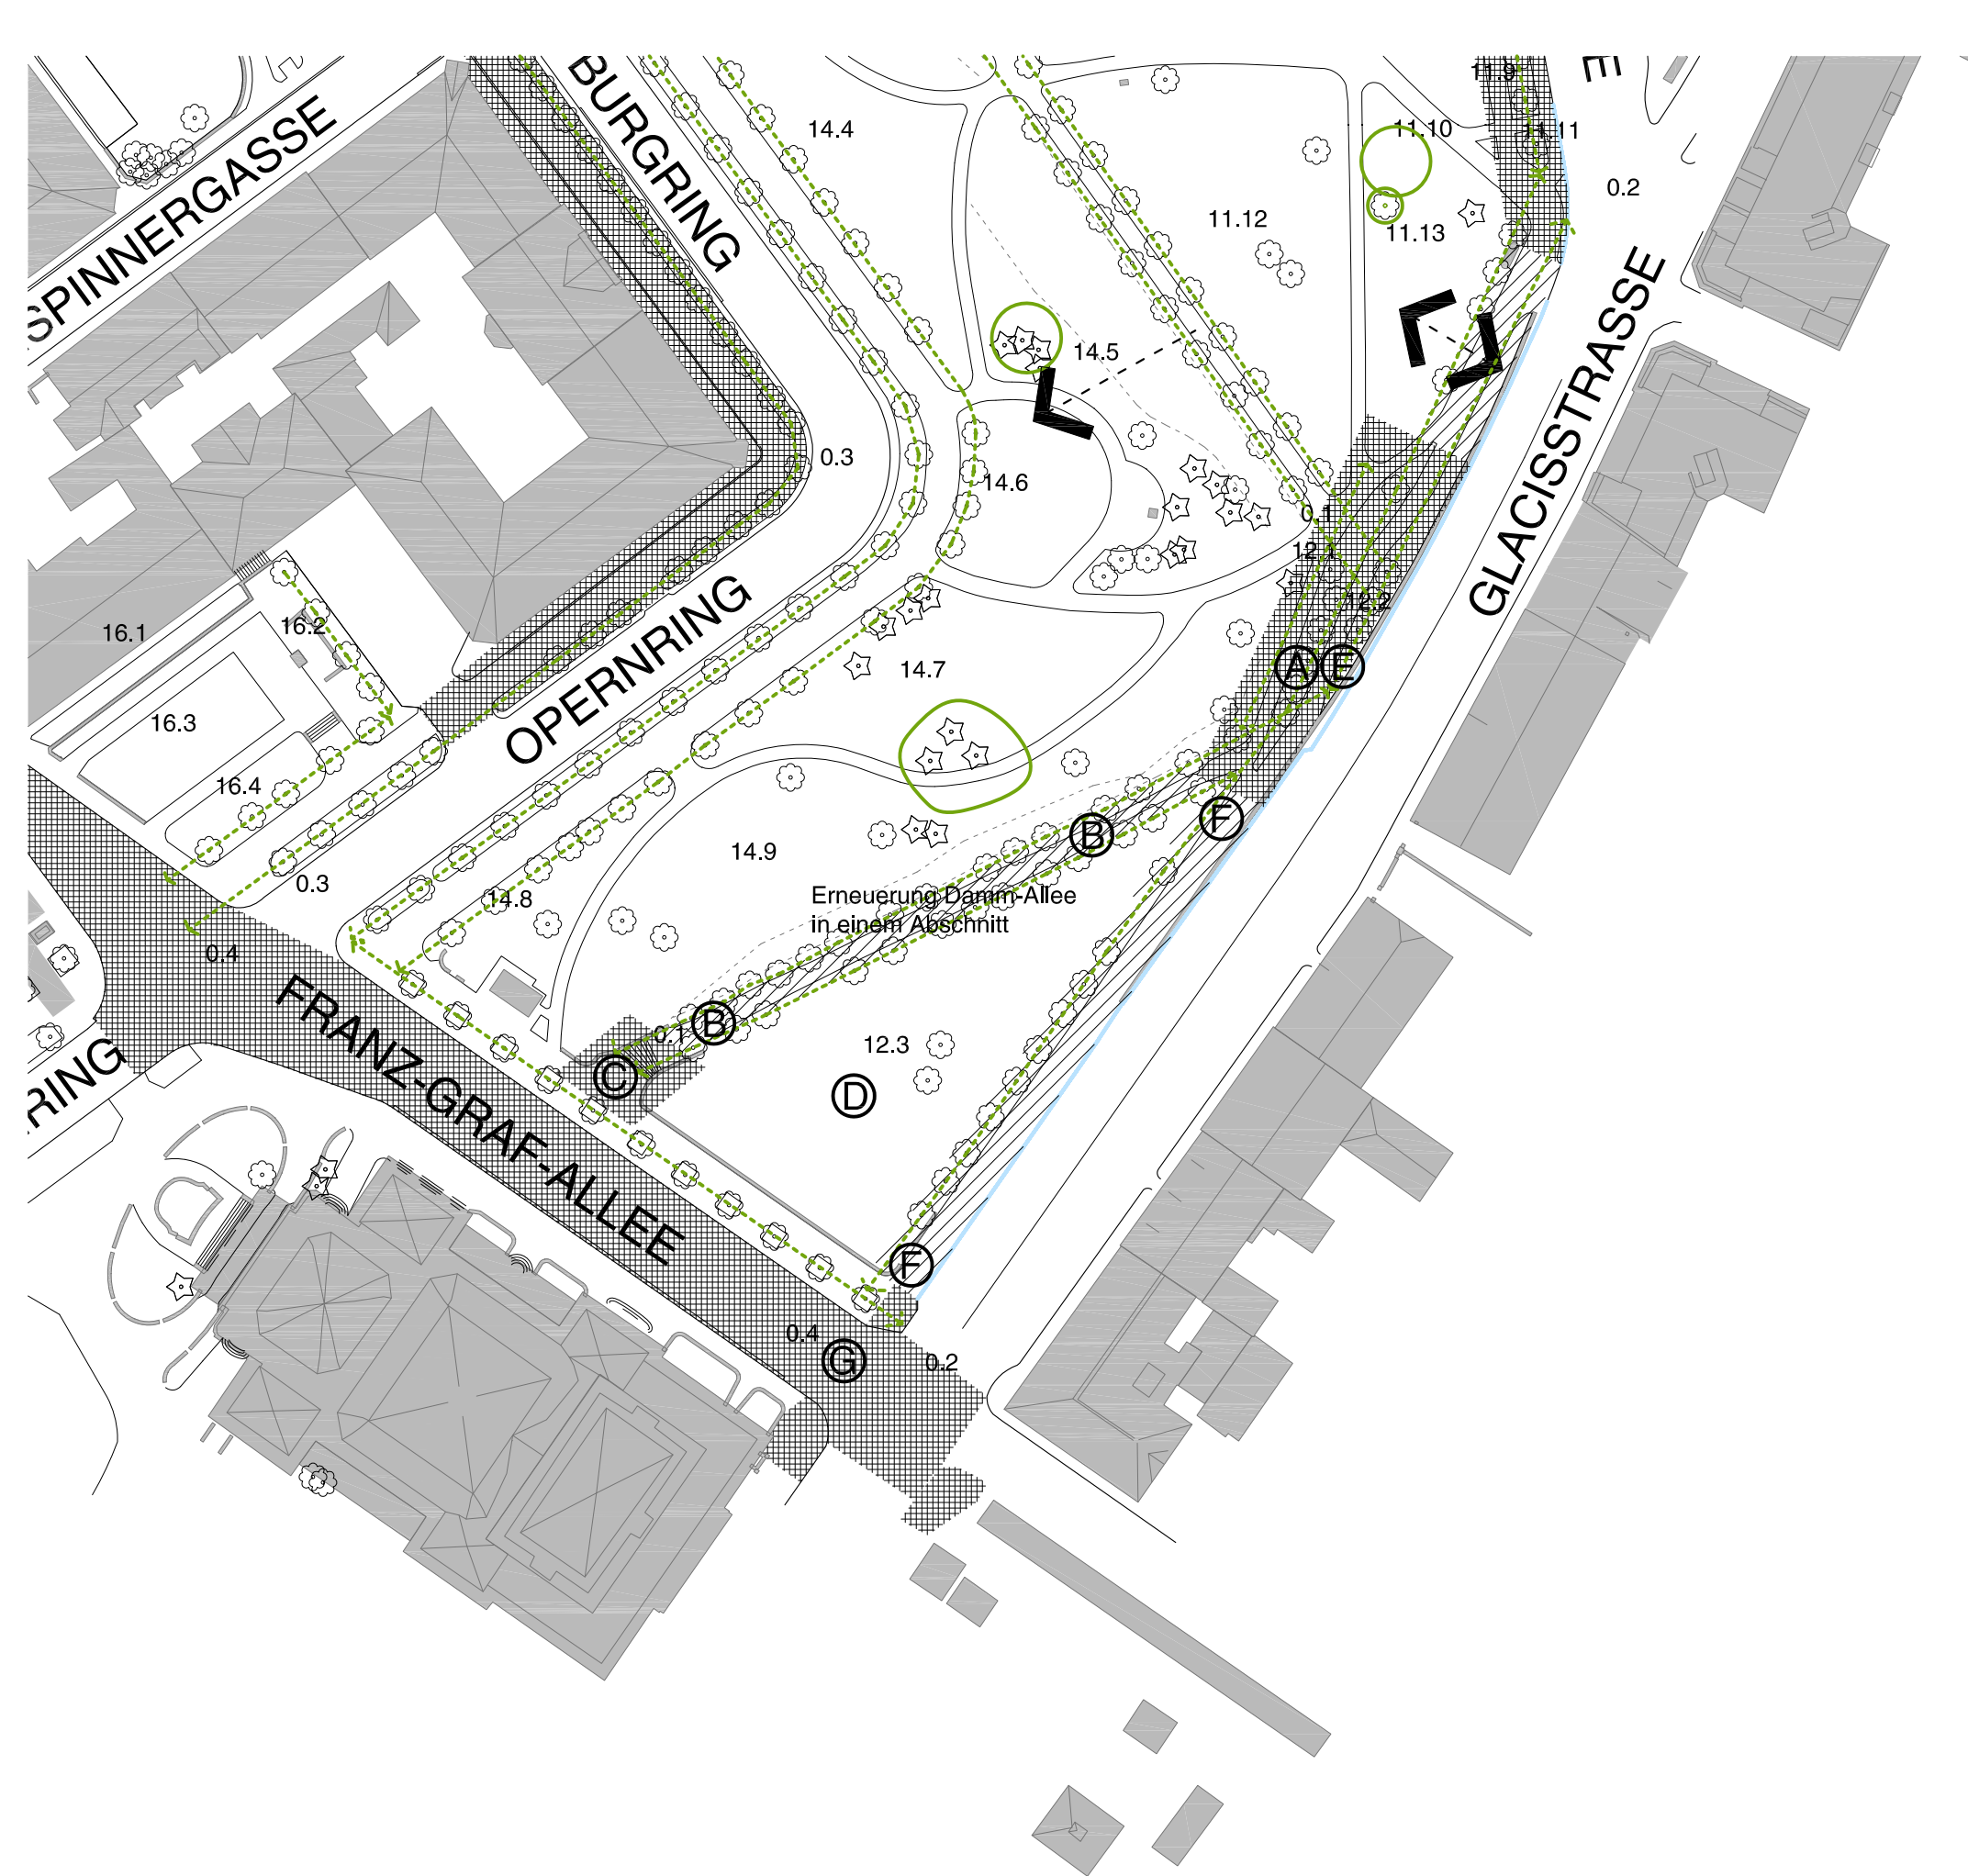 11.9
E
BURGRING
14.4
11.10
11.11
SPINNERGASSE
0.2
11.12
11.13
GLACISSTRASSE
14.5
0.3
14.6
0.1
12.1
12.2
16.1
16.2
OPERNRING
14.7
A
E
16.3
16.4
F
B
14.9
0.3
14.8
Erneuerung Damm-Allee
in einem Abschnitt
0.4
FRANZ-GRAF-ALLEE
B
0.1
12.3
RING
C
D
F
0.4
G
0.2